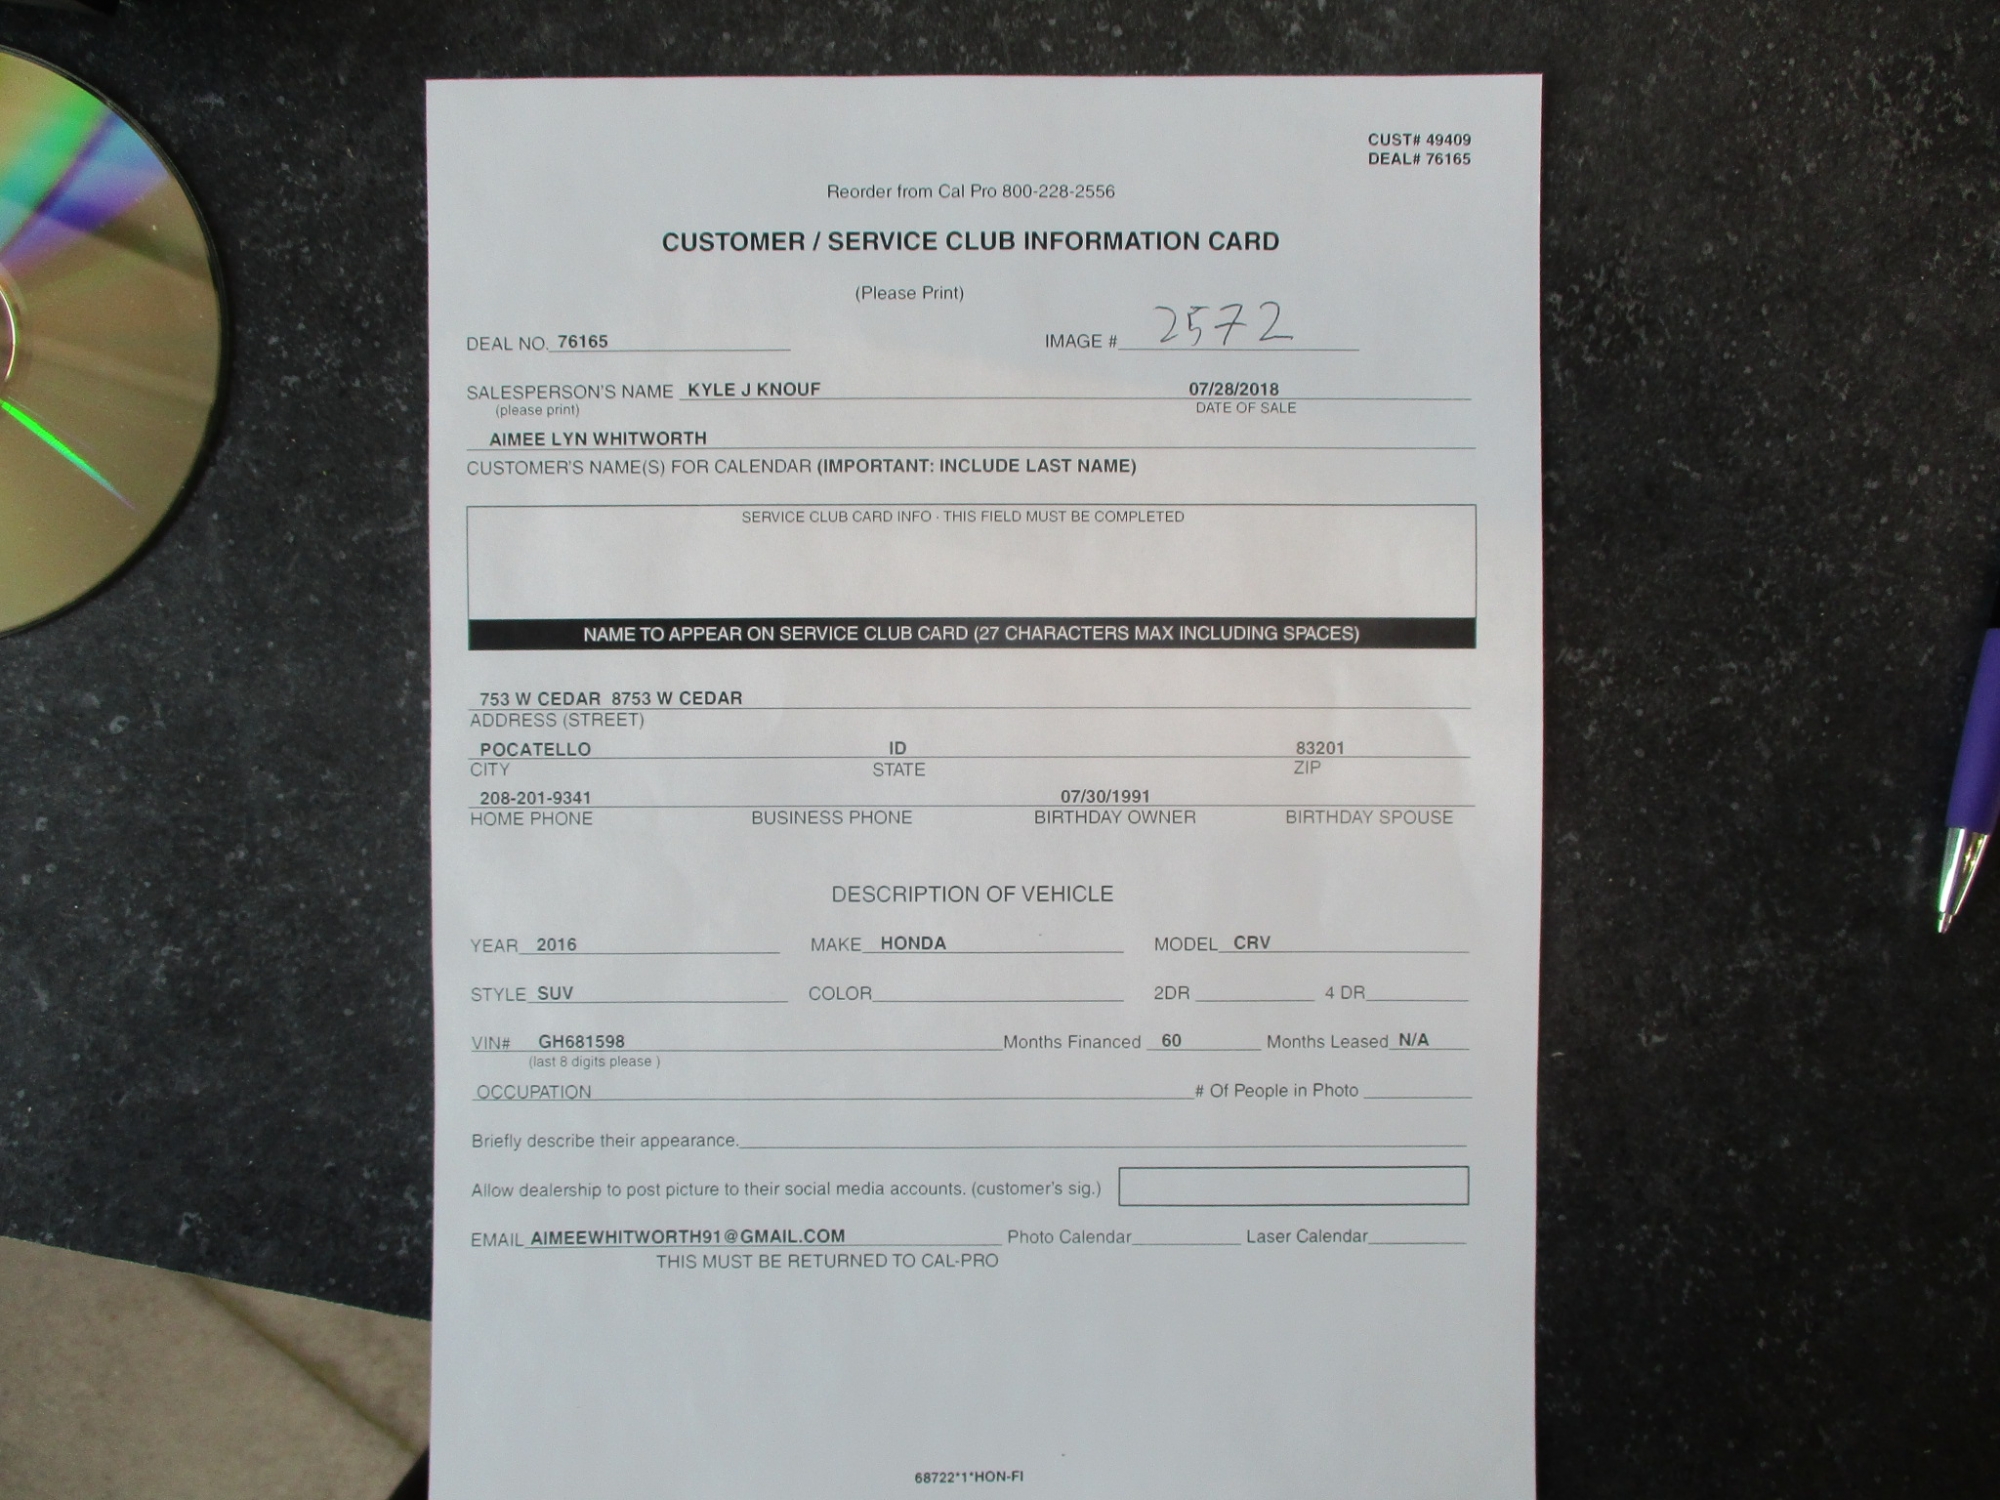 CUST# 49409
DEAL# 76165
Reorder from Cal Pro 800-228-2556
CUSTOMER / SERVICE CLUB INFORMATION CARD
(Please Print)
DEAL NO. 76165 IMAGE # 2572
SALESPERSON'S NAME KYLE J KNOUF 07/28/2018
(please print) DATE OF SALE
AIMEE LYN WHITWORTH
CUSTOMER'S NAME(S) FOR CALENDAR (IMPORTANT: INCLUDE LAST NAME)
SERVICE CLUB CARD INFO - THIS FIELD MUST BE COMPLETED
NAME TO APPEAR ON SERVICE CLUB CARD (27 CHARACTERS MAX INCLUDING SPACES)
753 W CEDAR 8753 W CEDAR
ADDRESS (STREET)
POCATELLO ID 83201
CITY STATE ZIP
208-201-9341 07/30/1991
HOME PHONE BUSINESS PHONE BIRTHDAY OWNER BIRTHDAY SPOUSE
DESCRIPTION OF VEHICLE
YEAR 2016 MAKE HONDA MODEL CRV
STYLE SUV COLOR 2DR 4 DR
VIN# GH681598 Months Financed 60 Months Leased N/A
(last 8 digits please )
OCCUPATION # Of People in Photo
Briefly describe their appearance.
Allow dealership to post picture to their social media accounts. (customer's sig.)
EMAIL AIMEEWHITWORTH91@GMAIL.COM Photo Calendar Laser Calendar
THIS MUST BE RETURNED TO CAL-PRO
68722*1*HON-FI